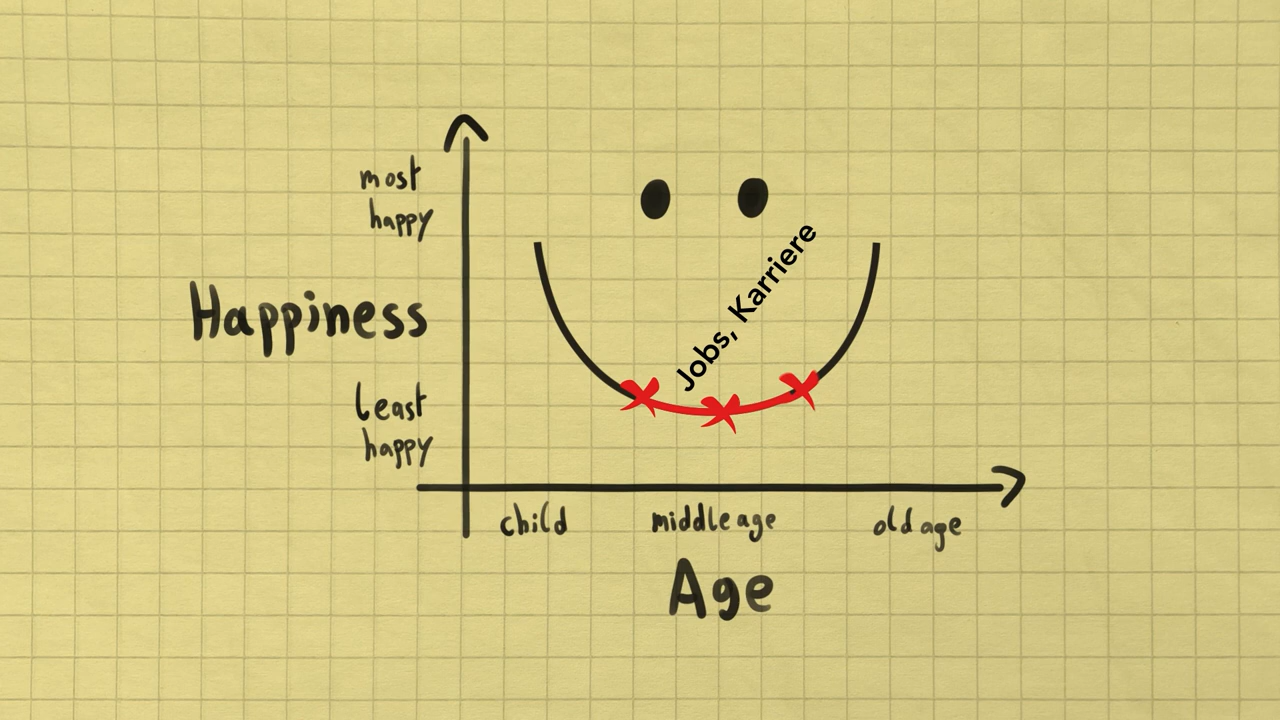 most
happy
Happiness
Least
happy
Jobs, Karriere
child
middle age
old age
Age